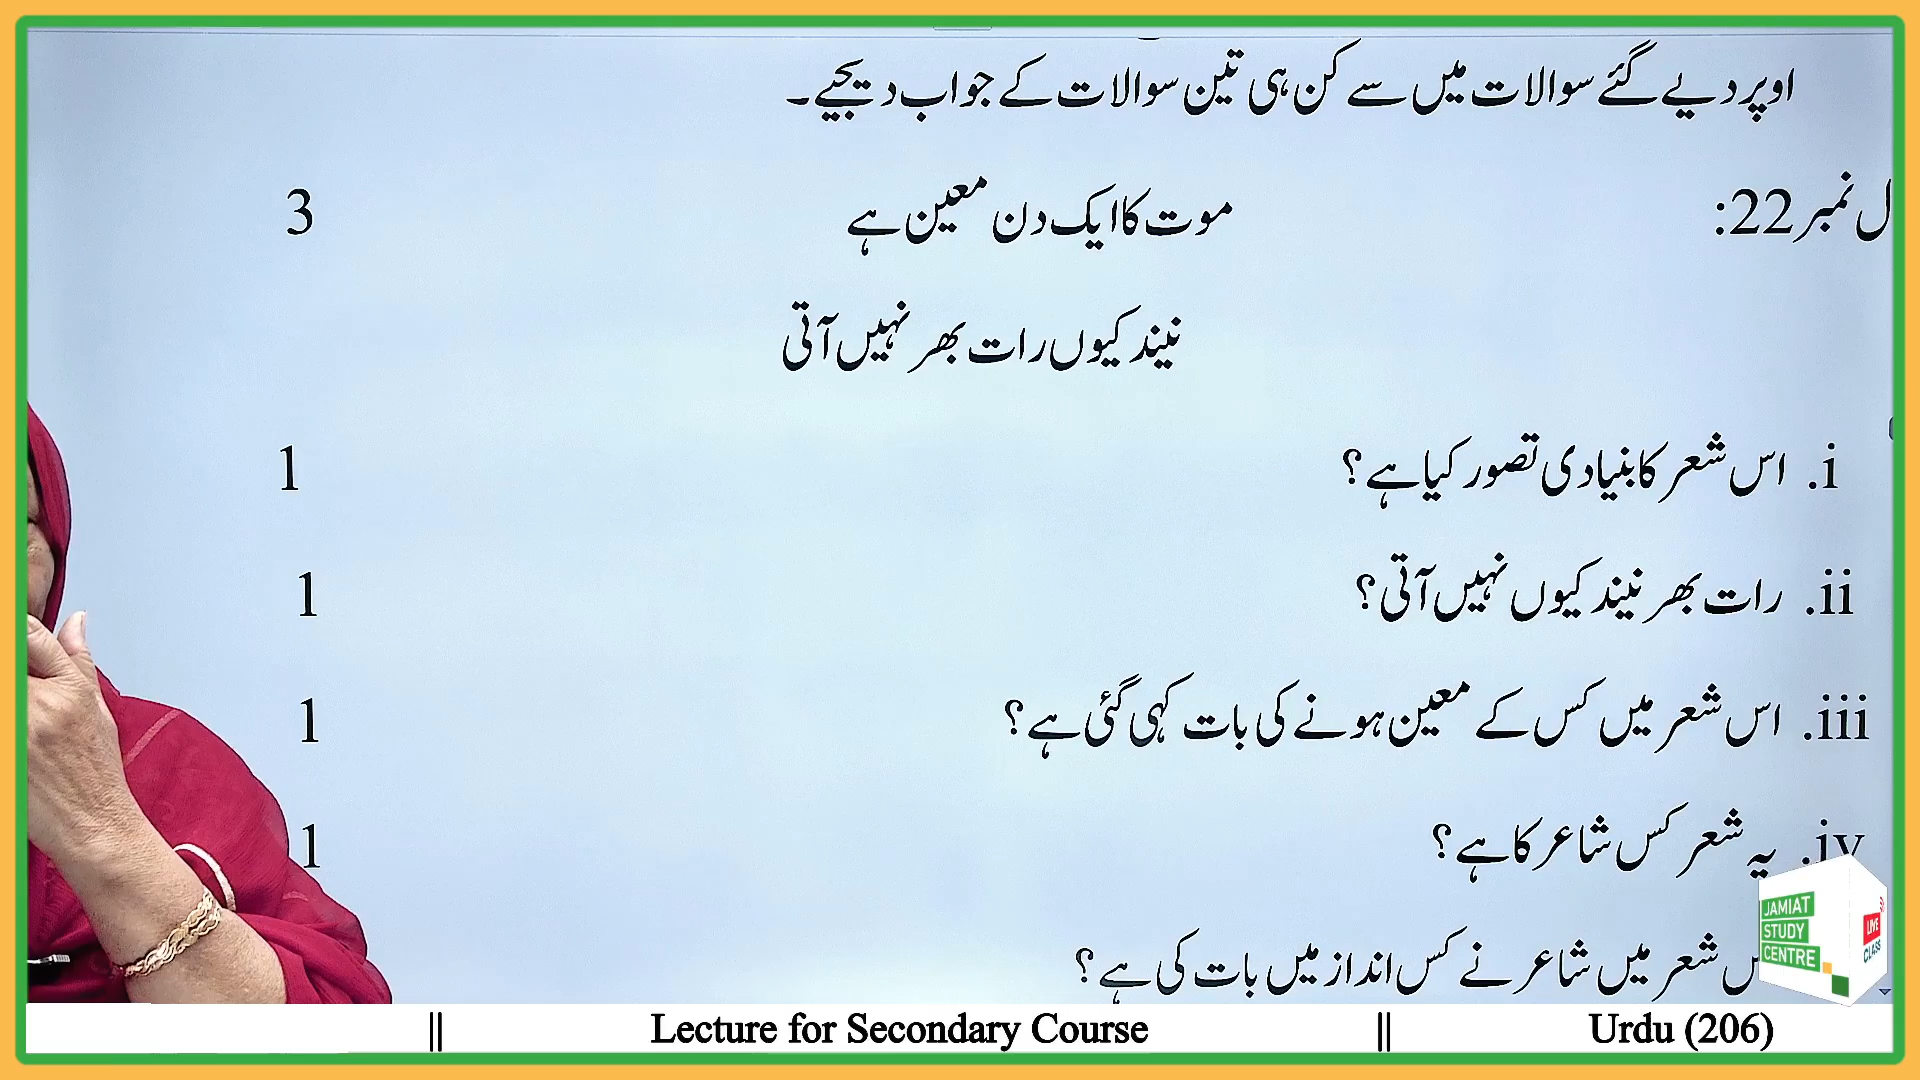 اوپر دیے گئے سوالات میں سے کن ہی تین سوالات کے جواب دیجیے۔
ل نمبر 22: موت کا ایک دن معین ہے 3
نیند کیوں رات بھر نہیں آتی
i. اس شعر کا بنیادی تصور کیا ہے؟ 1
ii. رات بھر نیند کیوں نہیں آتی؟ 1
iii. اس شعر میں کس کے معین ہونے کی بات کہی گئی ہے؟ 1
iv. یہ شعر کس شاعر کا ہے؟ 1
شعر میں شاعر نے کس انداز میں بات کی ہے؟
JAMIAT
STUDY
CENTRE
LIVE
CLASS
|| Lecture for Secondary Course || Urdu (206)